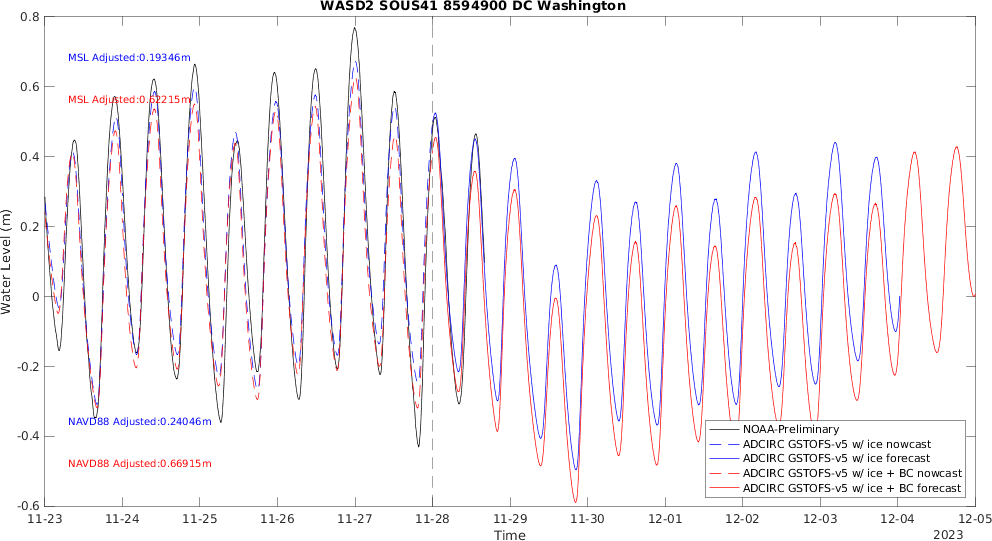 WASD2 SOUS41 8594900 DC Washington
Water Level (m)
0.8
0.6
0.4
0.2
0
-0.2
-0.4
-0.6
MSL Adjusted:0.19346m
MSL Adjusted:0.62215m
NAVD88 Adjusted:0.24046m
NAVD88 Adjusted:0.66915m
NOAA-Preliminary
ADCIRC GSTOFS-v5 w/ ice nowcast
ADCIRC GSTOFS-v5 w/ ice forecast
ADCIRC GSTOFS-v5 w/ ice + BC nowcast
ADCIRC GSTOFS-v5 w/ ice + BC forecast
11-23 11-24 11-25 11-26 11-27 11-28 11-29 11-30 12-01 12-02 12-03 12-04 12-05
Time
2023